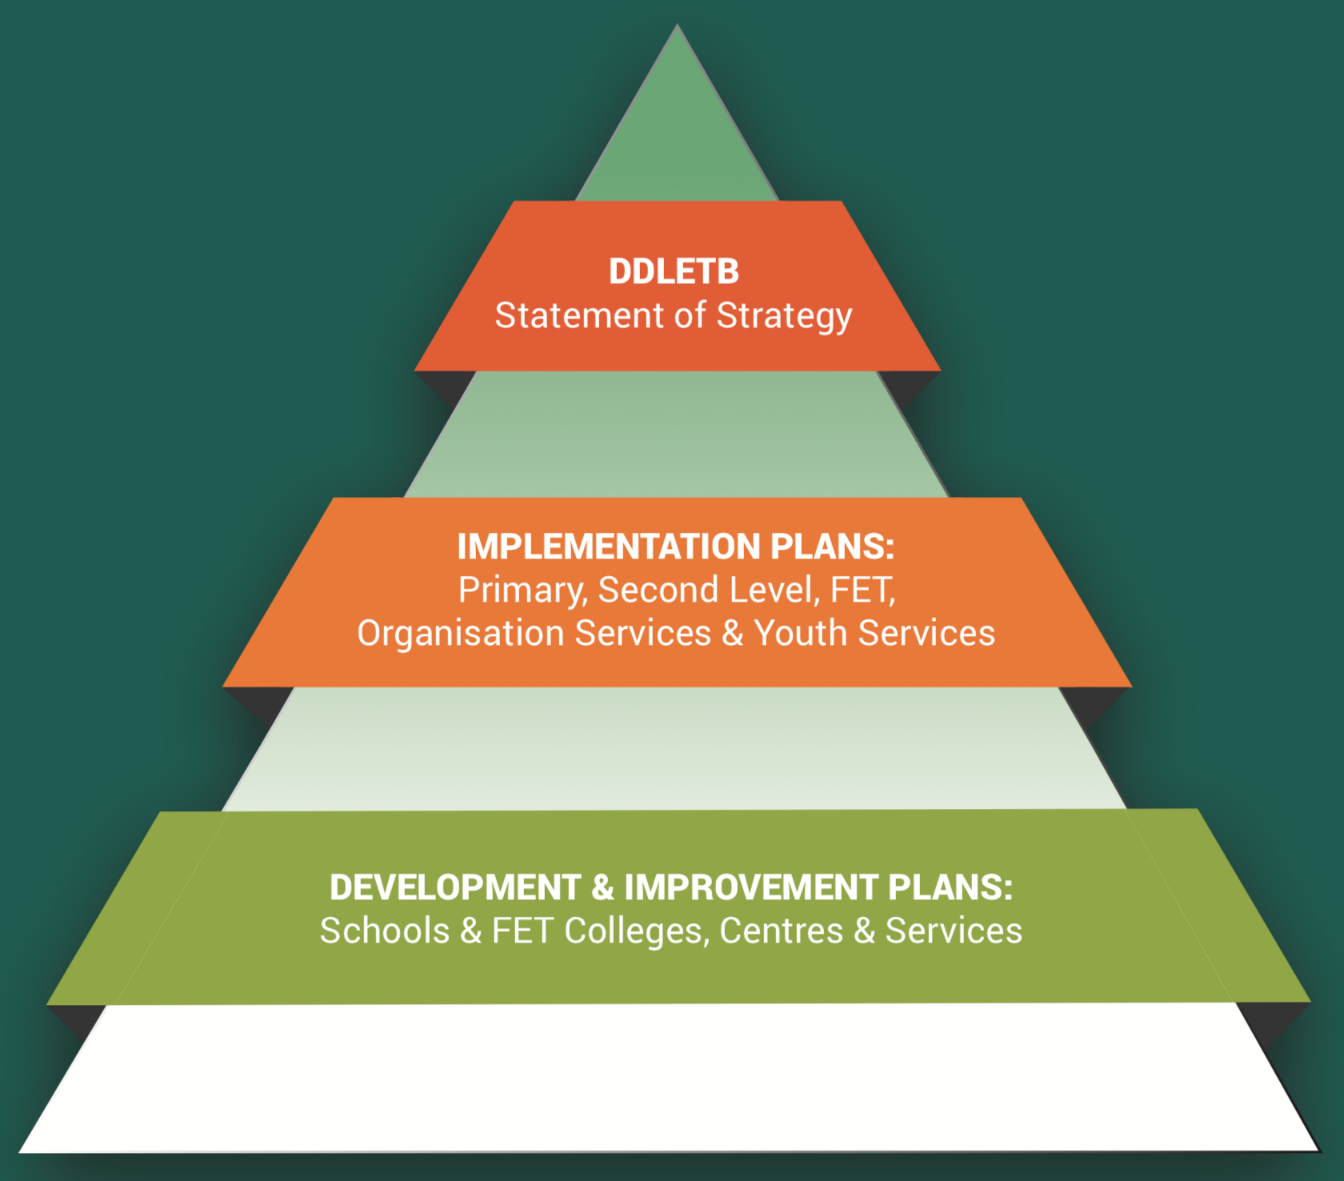 DDLETB
Statement of Strategy
IMPLEMENTATION PLANS:
Primary, Second Level, FET,
Organisation Services & Youth Services
DEVELOPMENT & IMPROVEMENT PLANS:
Schools & FET Colleges, Centres & Services